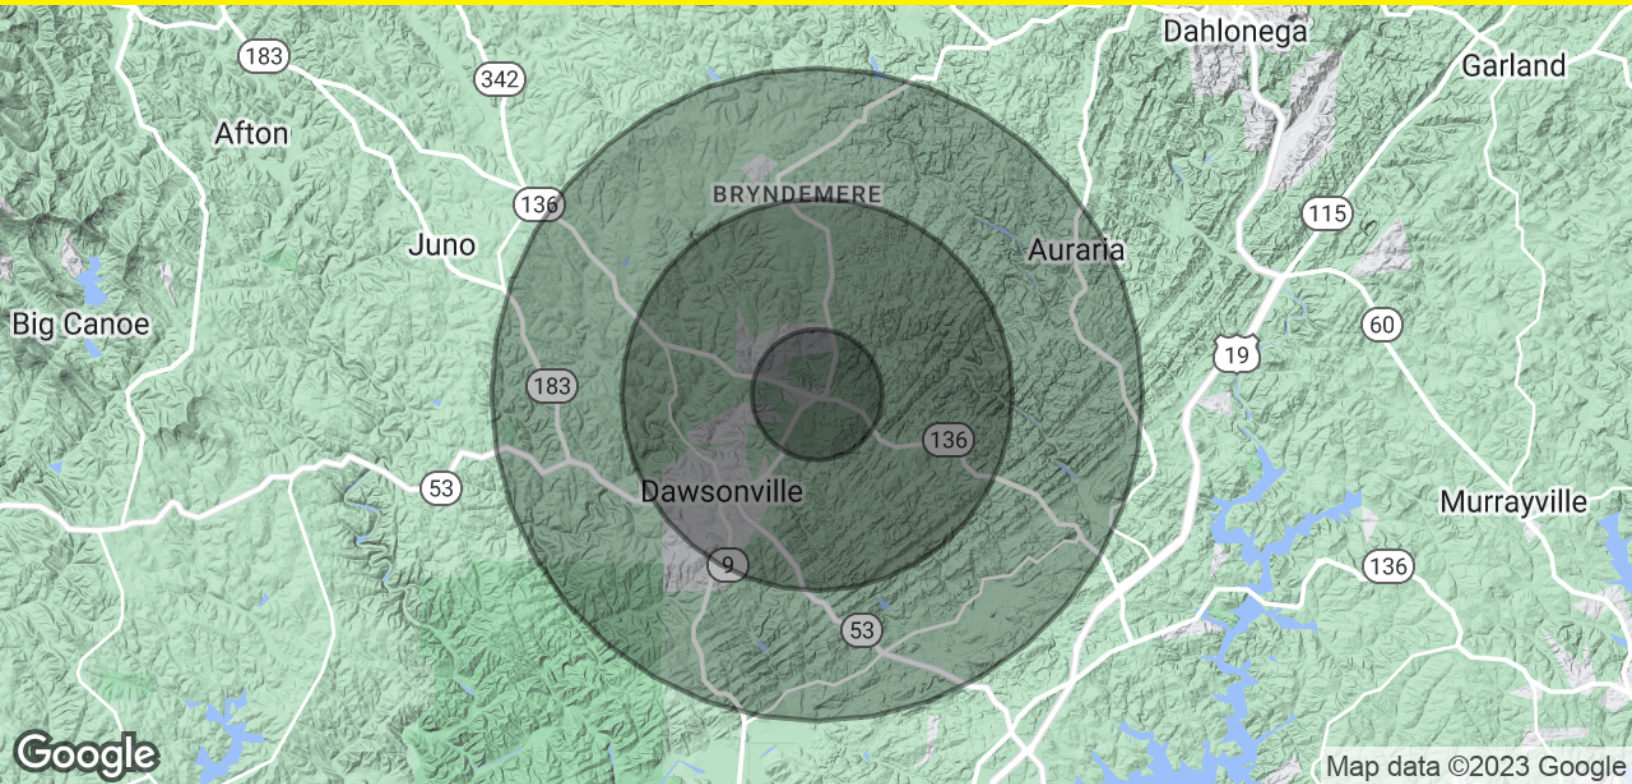 Dahlonega
183
Garland
342
Afton
BRYNDEMERE
136
115
Juno
Auraria
Big Canoe
60
19
183
136
53
Dawsonville
Murrayville
9
136
53
Google
Map data ©2023 Google